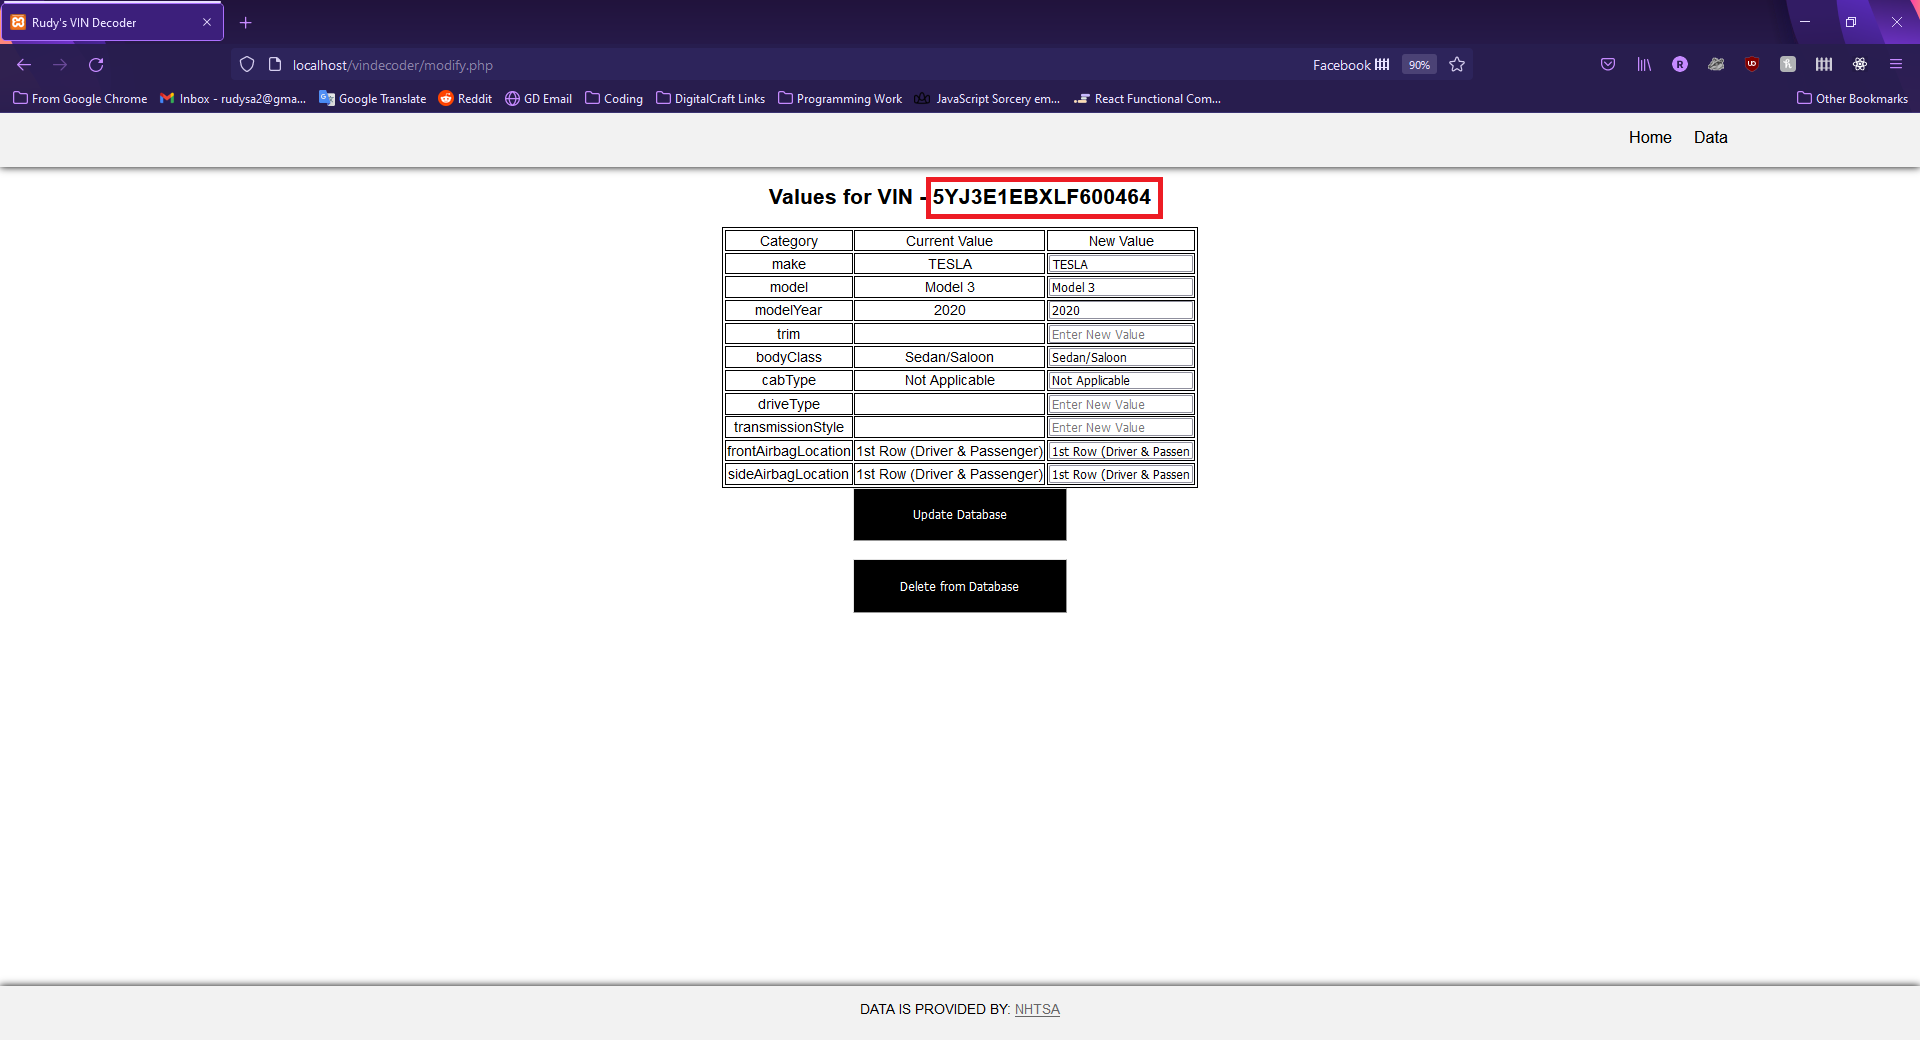 Rudy's VIN Decoder
localhost/vindecoder/modify.php
Facebook
90%
From Google Chrome
Inbox - rudysa2@gma...
Google Translate
Reddit
GD Email
Coding
DigitalCraft Links
Programming Work
JavaScript Sorcery em...
React Functional Com...
Other Bookmarks
Home Data
Values for VIN - 5YJ3E1EBXLF600464
Category Current Value New Value
make TESLA TESLA
model Model 3 Model 3
modelYear 2020 2020
trim Enter New Value
bodyClass Sedan/Saloon Sedan/Saloon
cabType Not Applicable Not Applicable
driveType Enter New Value
transmissionStyle Enter New Value
frontAirbagLocation 1st Row (Driver & Passenger) 1st Row (Driver & Passen
sideAirbagLocation 1st Row (Driver & Passenger) 1st Row (Driver & Passen
Update Database
Delete from Database
DATA IS PROVIDED BY: NHTSA